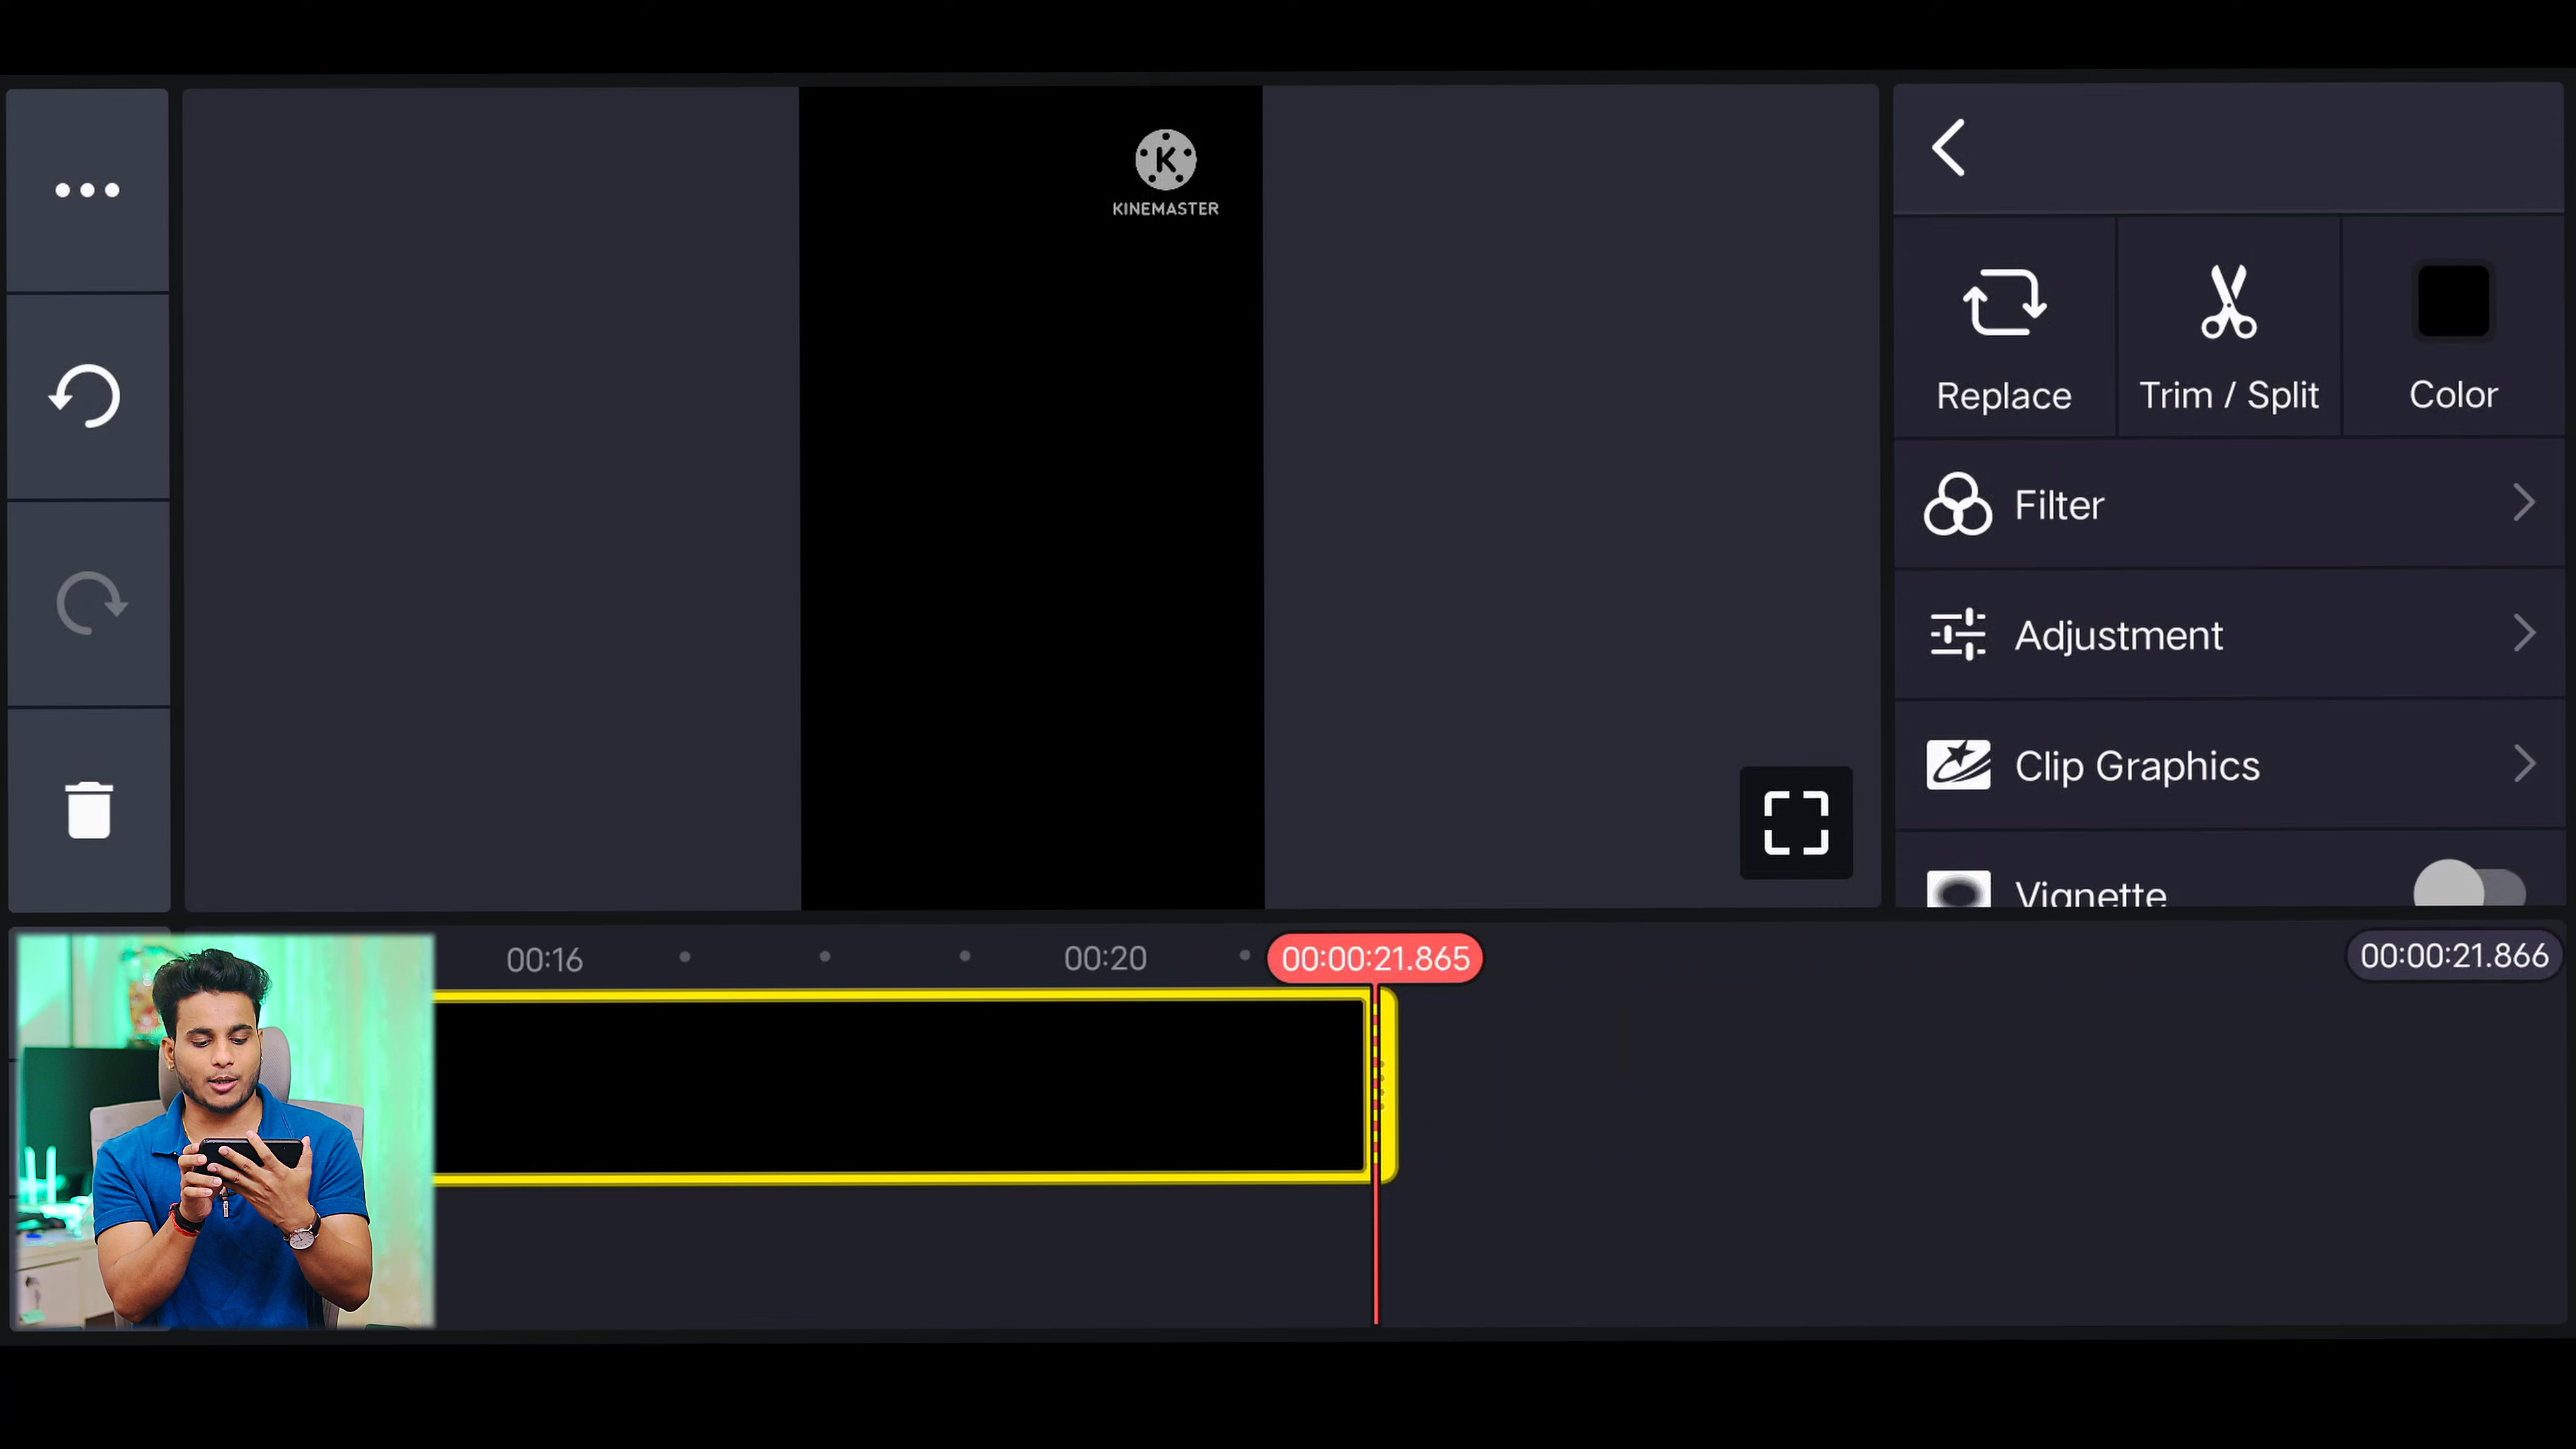 K
KINEMASTER
Replace
Trim / Split
Color
Filter
Adjustment
Clip Graphics
Vignette
00:16
00:20
00:00:21.865
00:00:21.866